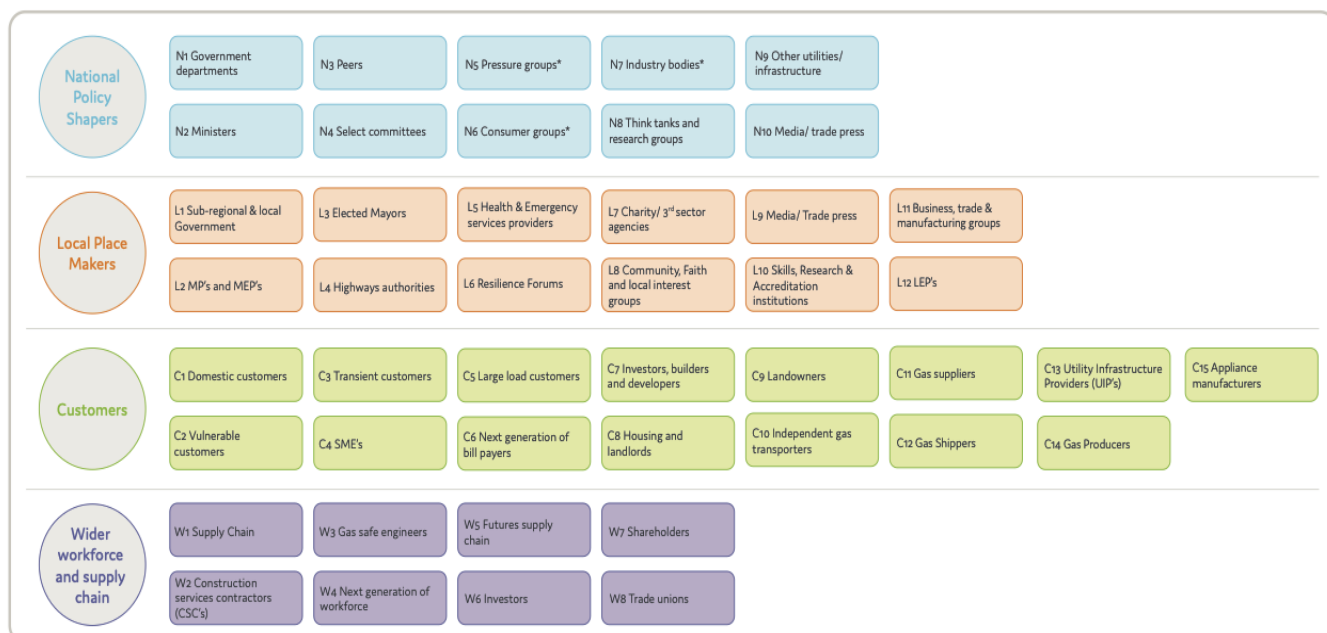 National
Policy
Shapers
N1 Government
departments
N3 Peers
N5 Pressure groups*
N7 Industry bodies*
N9 Other utilities/
infrastructure
N2 Ministers
N4 Select committees
N6 Consumer groups*
N8 Think tanks and
research groups
N10 Media/ trade press
Local Place
Makers
L1 Sub-regional & local
Government
L3 Elected Mayors
L5 Health & Emergency
services providers
L7 Charity/ 3rd sector
agencies
L9 Media/ Trade press
L11 Business, trade &
manufacturing groups
L2 MP's and MEP's
L4 Highways authorities
L6 Resilience Forums
L8 Community, Faith
and local interest
groups
L10 Skills, Research &
Accreditation
institutions
L12 LEP's
Customers
C1 Domestic customers
C3 Transient customers
C5 Large load customers
C7 Investors, builders
and developers
C9 Landowners
C11 Gas suppliers
C13 Utility Infrastructure
Providers (UIP's)
C15 Appliance
manufacturers
C2 Vulnerable
customers
C4 SME's
C6 Next generation of
bill payers
C8 Housing and
landlords
C10 Independent gas
transporters
C12 Gas Shippers
C14 Gas Producers
Wider
workforce
and supply
chain
W1 Supply Chain
W3 Gas safe engineers
W5 Futures supply
chain
W7 Shareholders
W2 Construction
services contractors
(CSC's)
W4 Next generation of
workforce
W6 Investors
W8 Trade unions